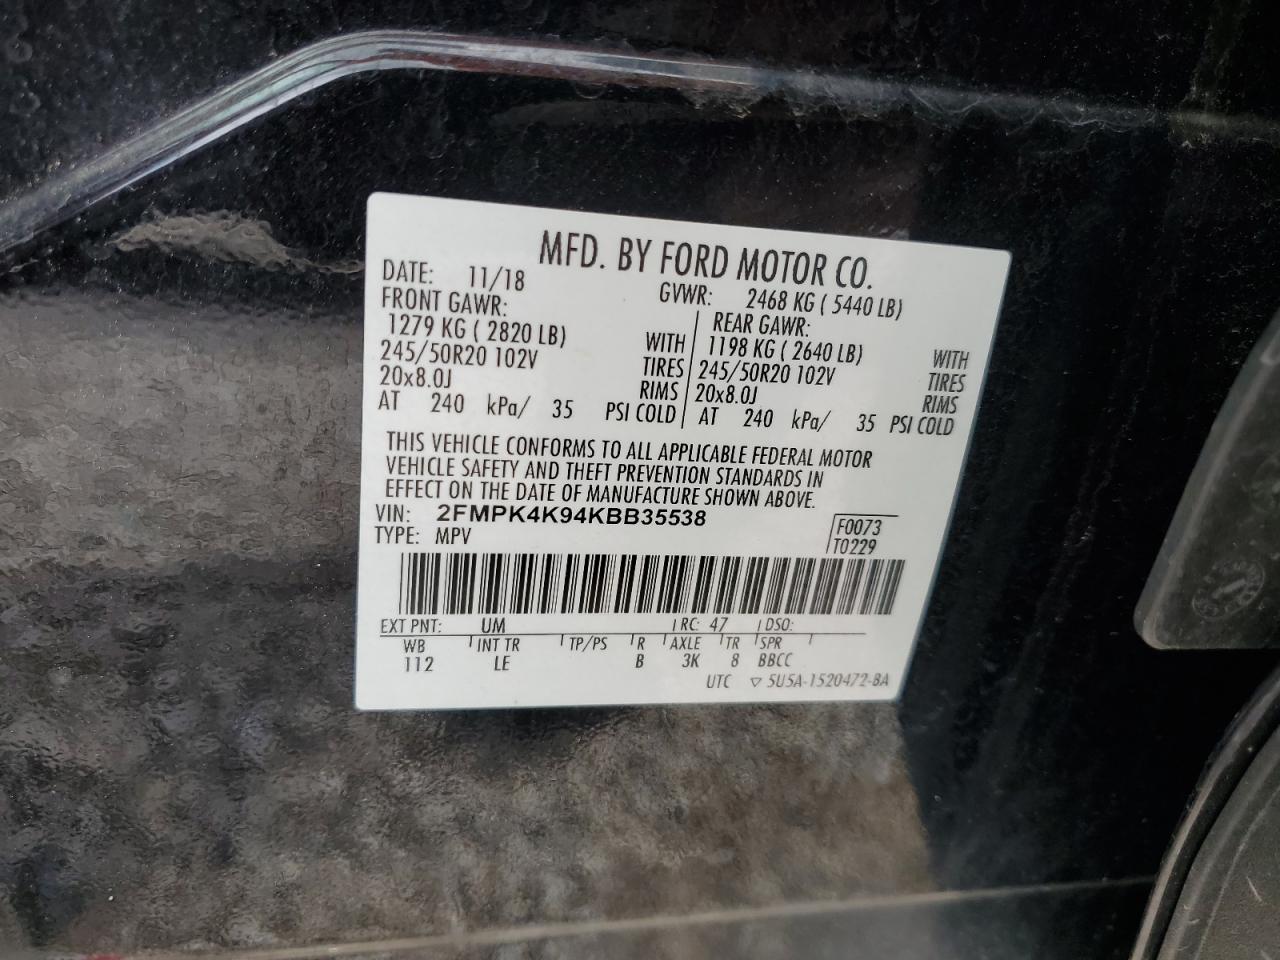 MFD. BY FORD MOTOR CO.
DATE: 11/18 GVWR: 2468 KG ( 5440 LB)
FRONT GAWR: REAR GAWR:
1279 KG ( 2820 LB) WITH 1198 KG ( 2640 LB) WITH
245/50R20 102V TIRES 245/50R20 102V TIRES
20x8.0J RIMS 20x8.0J RIMS
AT 240 kPa/ 35 PSI COLD AT 240 kPa/ 35 PSI COLD
THIS VEHICLE CONFORMS TO ALL APPLICABLE FEDERAL MOTOR
VEHICLE SAFETY AND THEFT PREVENTION STANDARDS IN
EFFECT ON THE DATE OF MANUFACTURE SHOWN ABOVE.
VIN: 2FMPK4K94KBB35538 F0073
TYPE: MPV T0229
EXT PNT: UM RC: 47 DSO:
WB INT TR TP/PS R AXLE TR SPR
112 LE B 3K 8 BBCC
UTC ▽ 5U5A-1520472-BA